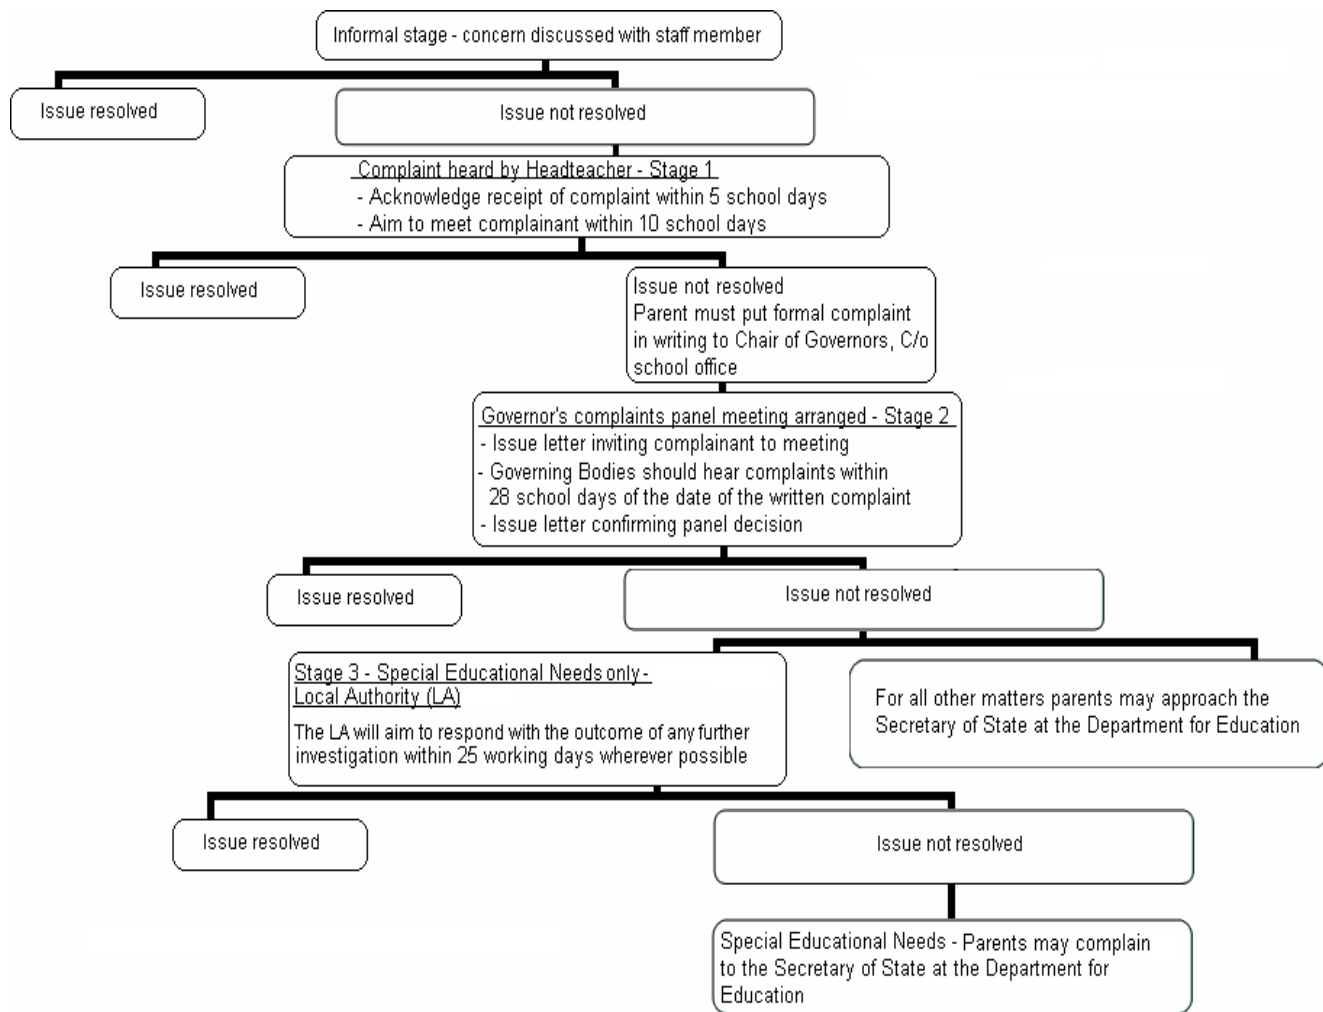 Informal stage - concern discussed with staff member
Issue resolved
Issue not resolved
Complaint heard by Headteacher - Stage 1
- Acknowledge receipt of complaint within 5 school days
- Aim to meet complainant within 10 school days
Issue resolved
Issue not resolved
Parent must put formal complaint
in writing to Chair of Governors, C/o
school office
Governor's complaints panel meeting arranged - Stage 2
- Issue letter inviting complainant to meeting
- Governing Bodies should hear complaints within
28 school days of the date of the written complaint
- Issue letter confirming panel decision
Issue resolved
Issue not resolved
Stage 3 - Special Educational Needs only -
Local Authority (LA)
The LA will aim to respond with the outcome of any further
investigation within 25 working days wherever possible
For all other matters parents may approach the
Secretary of State at the Department for Education
Issue resolved
Issue not resolved
Special Educational Needs - Parents may complain
to the Secretary of State at the Department for
Education